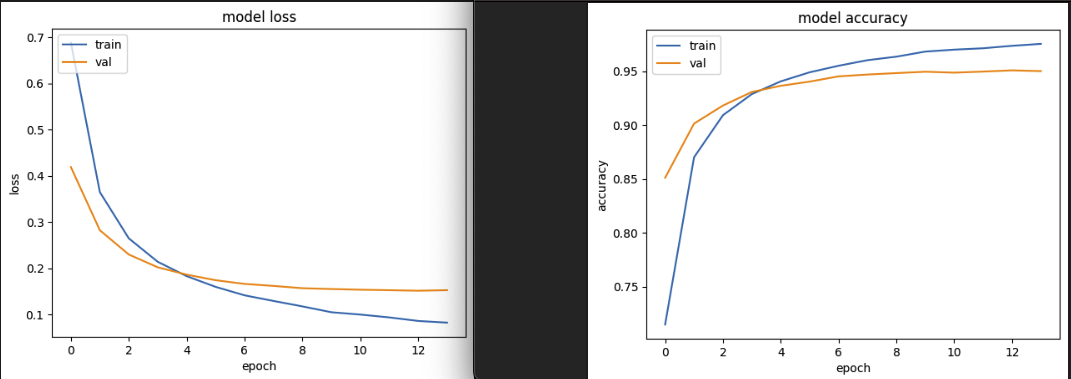 model loss
train
val
0.7
0.6
0.5
0.4
0.3
0.2
0.1
loss
0 2 4 6 8 10 12
epoch
model accuracy
train
val
0.95
0.90
0.85
0.80
0.75
accuracy
0 2 4 6 8 10 12
epoch